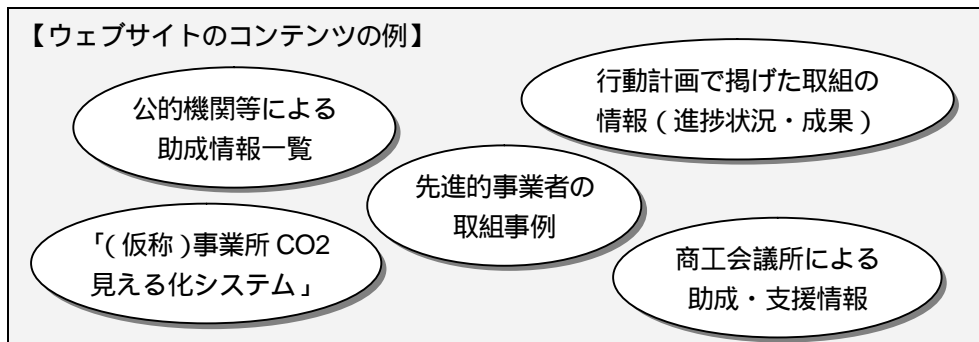 【ウェブサイトのコンテンツの例】
公的機関等による
助成情報一覧
行動計画で掲げた取組の
情報(進捗状況・成果)
先進的事業者の
取組事例
「(仮称)事業所 CO2
見える化システム」
商工会議所による
助成・支援情報